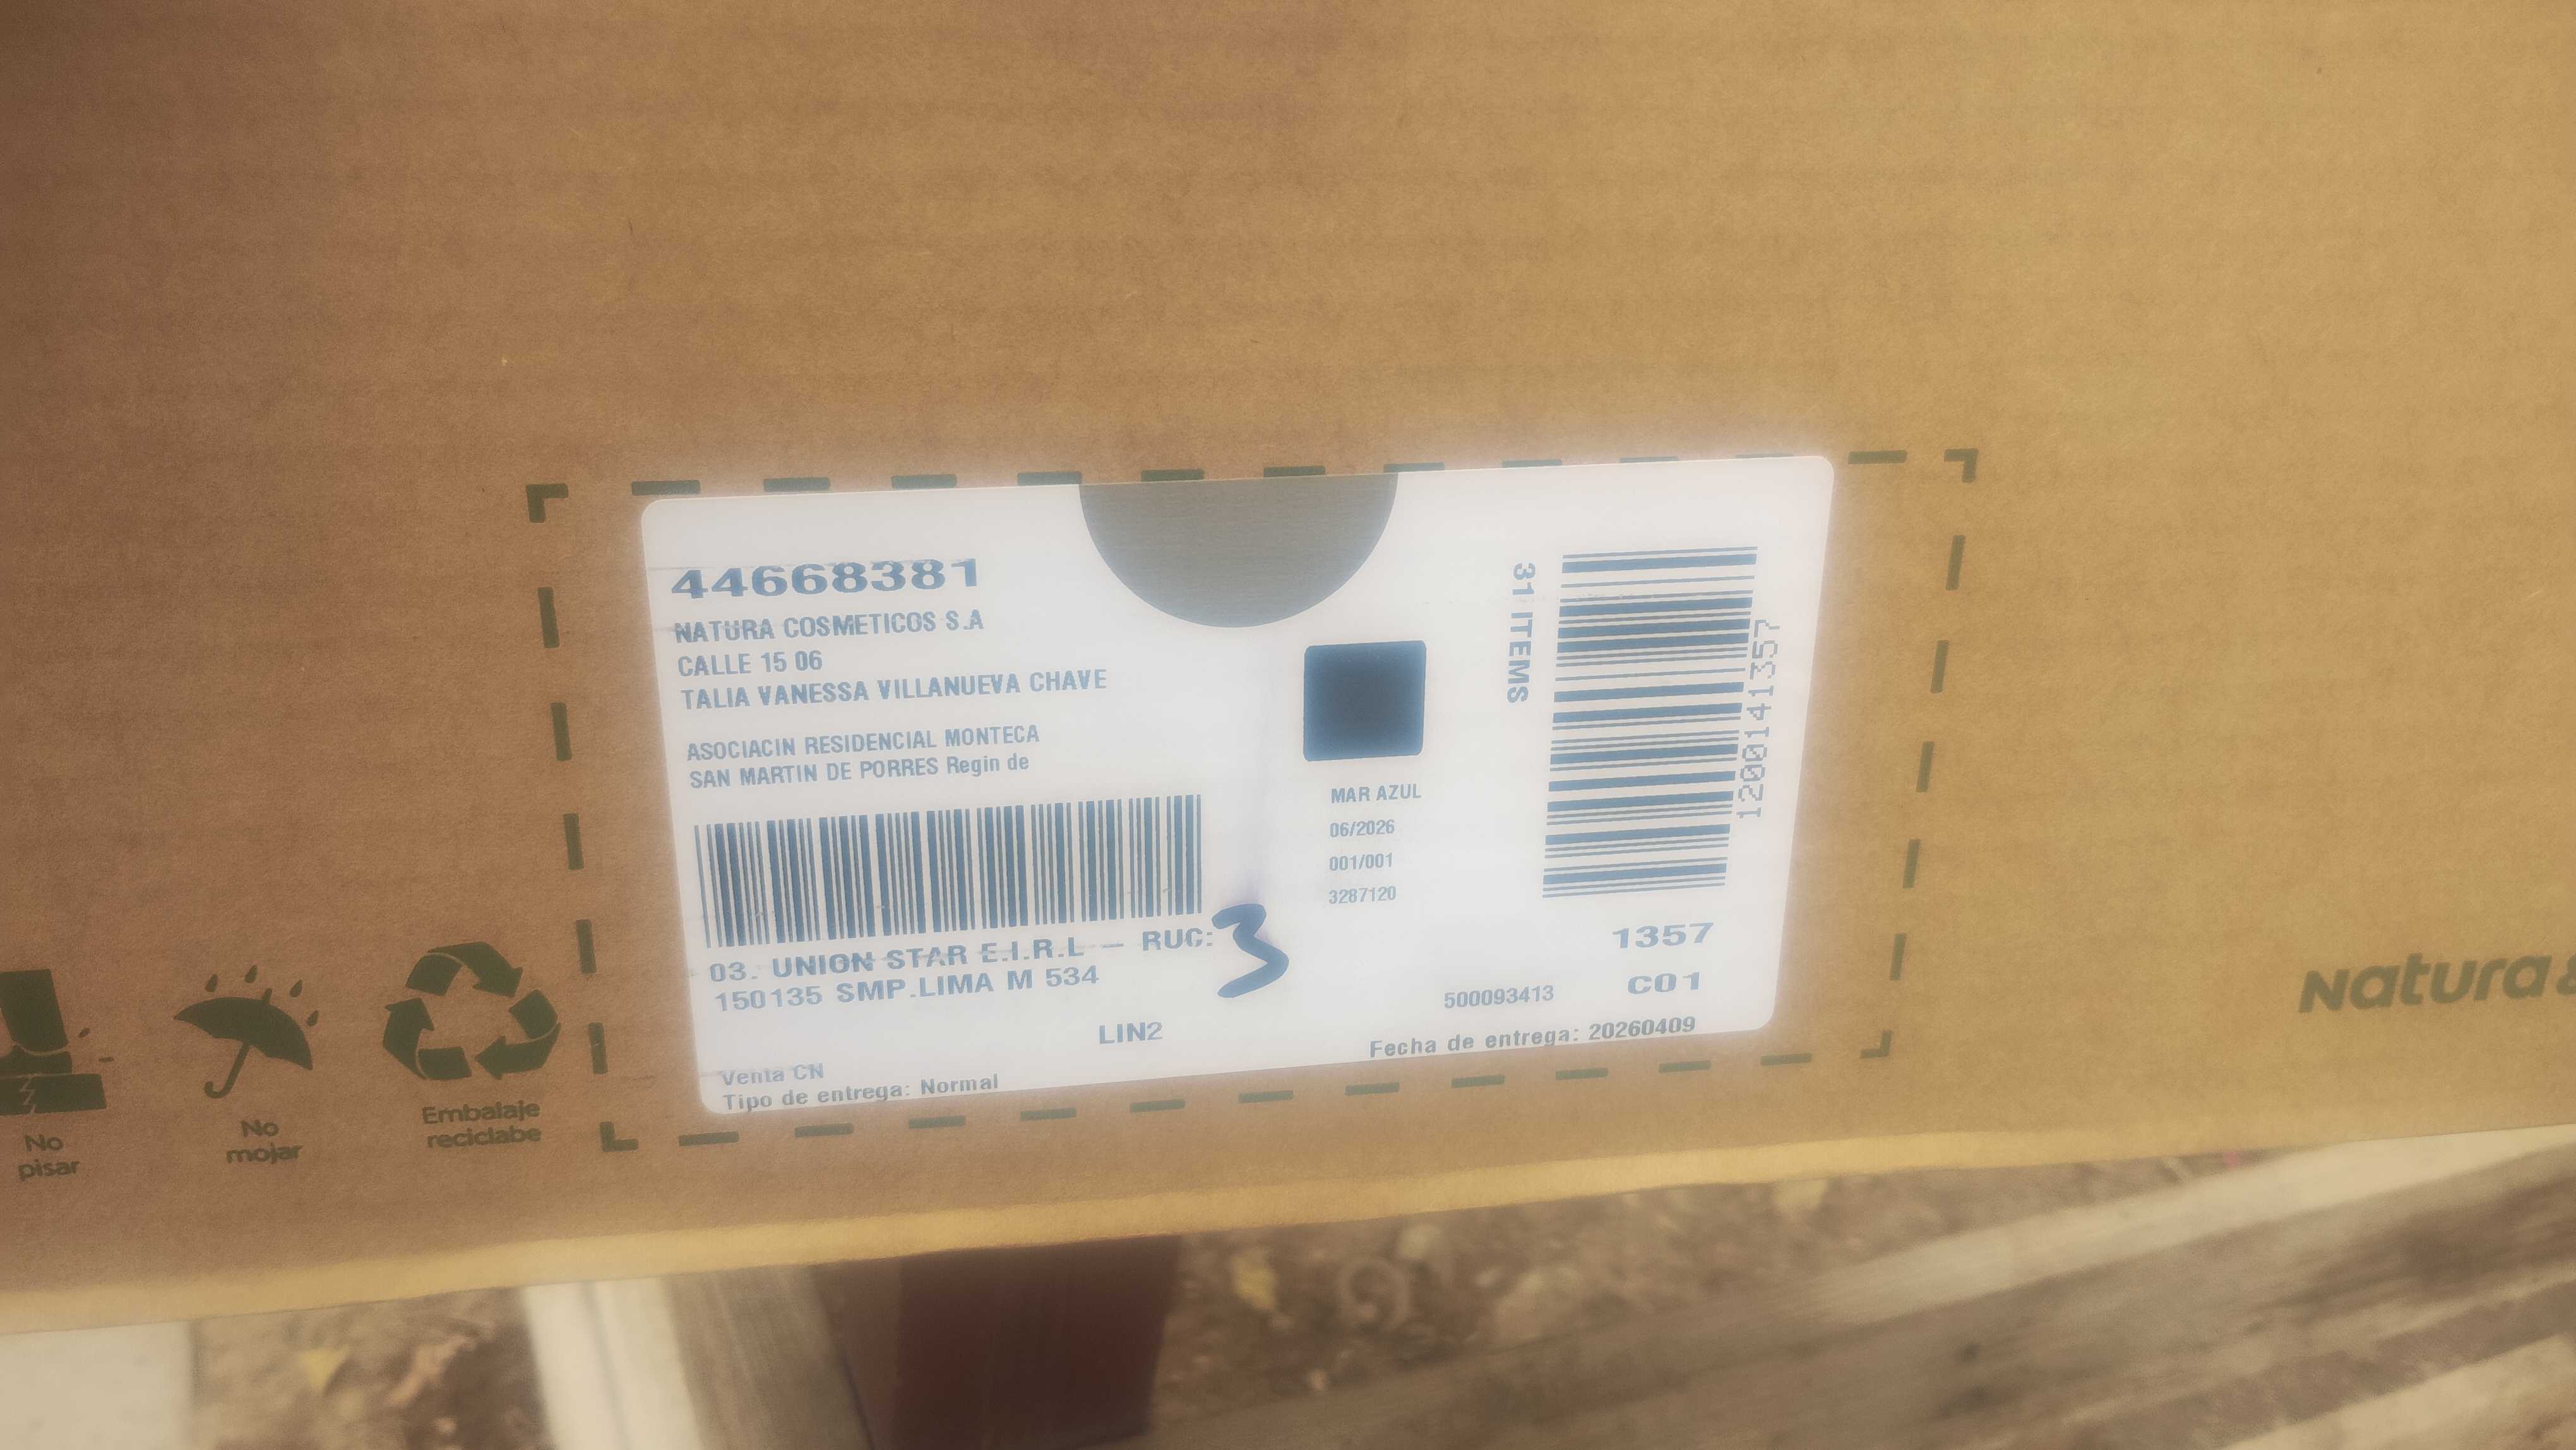 44668381
NATURA COSMETICOS S.A
CALLE 15 06
TALIA VANESSA VILLANUEVA CHAVE
ASOCIACIN RESIDENCIAL MONTECA
SAN MARTIN DE PORRES Regin de
03. UNION STAR E.I.R.L — RUC:
3
150135 SMP.LIMA M 534
LIN2
Venta CN
Tipo de entrega: Normal
MAR AZUL
06/2026
001/001
3287120
31 ITEMS
1200141357
1357
500093413 C01
Fecha de entrega: 20260409
No
pisar
No
mojar
Embalaje
reciclabe
Natura